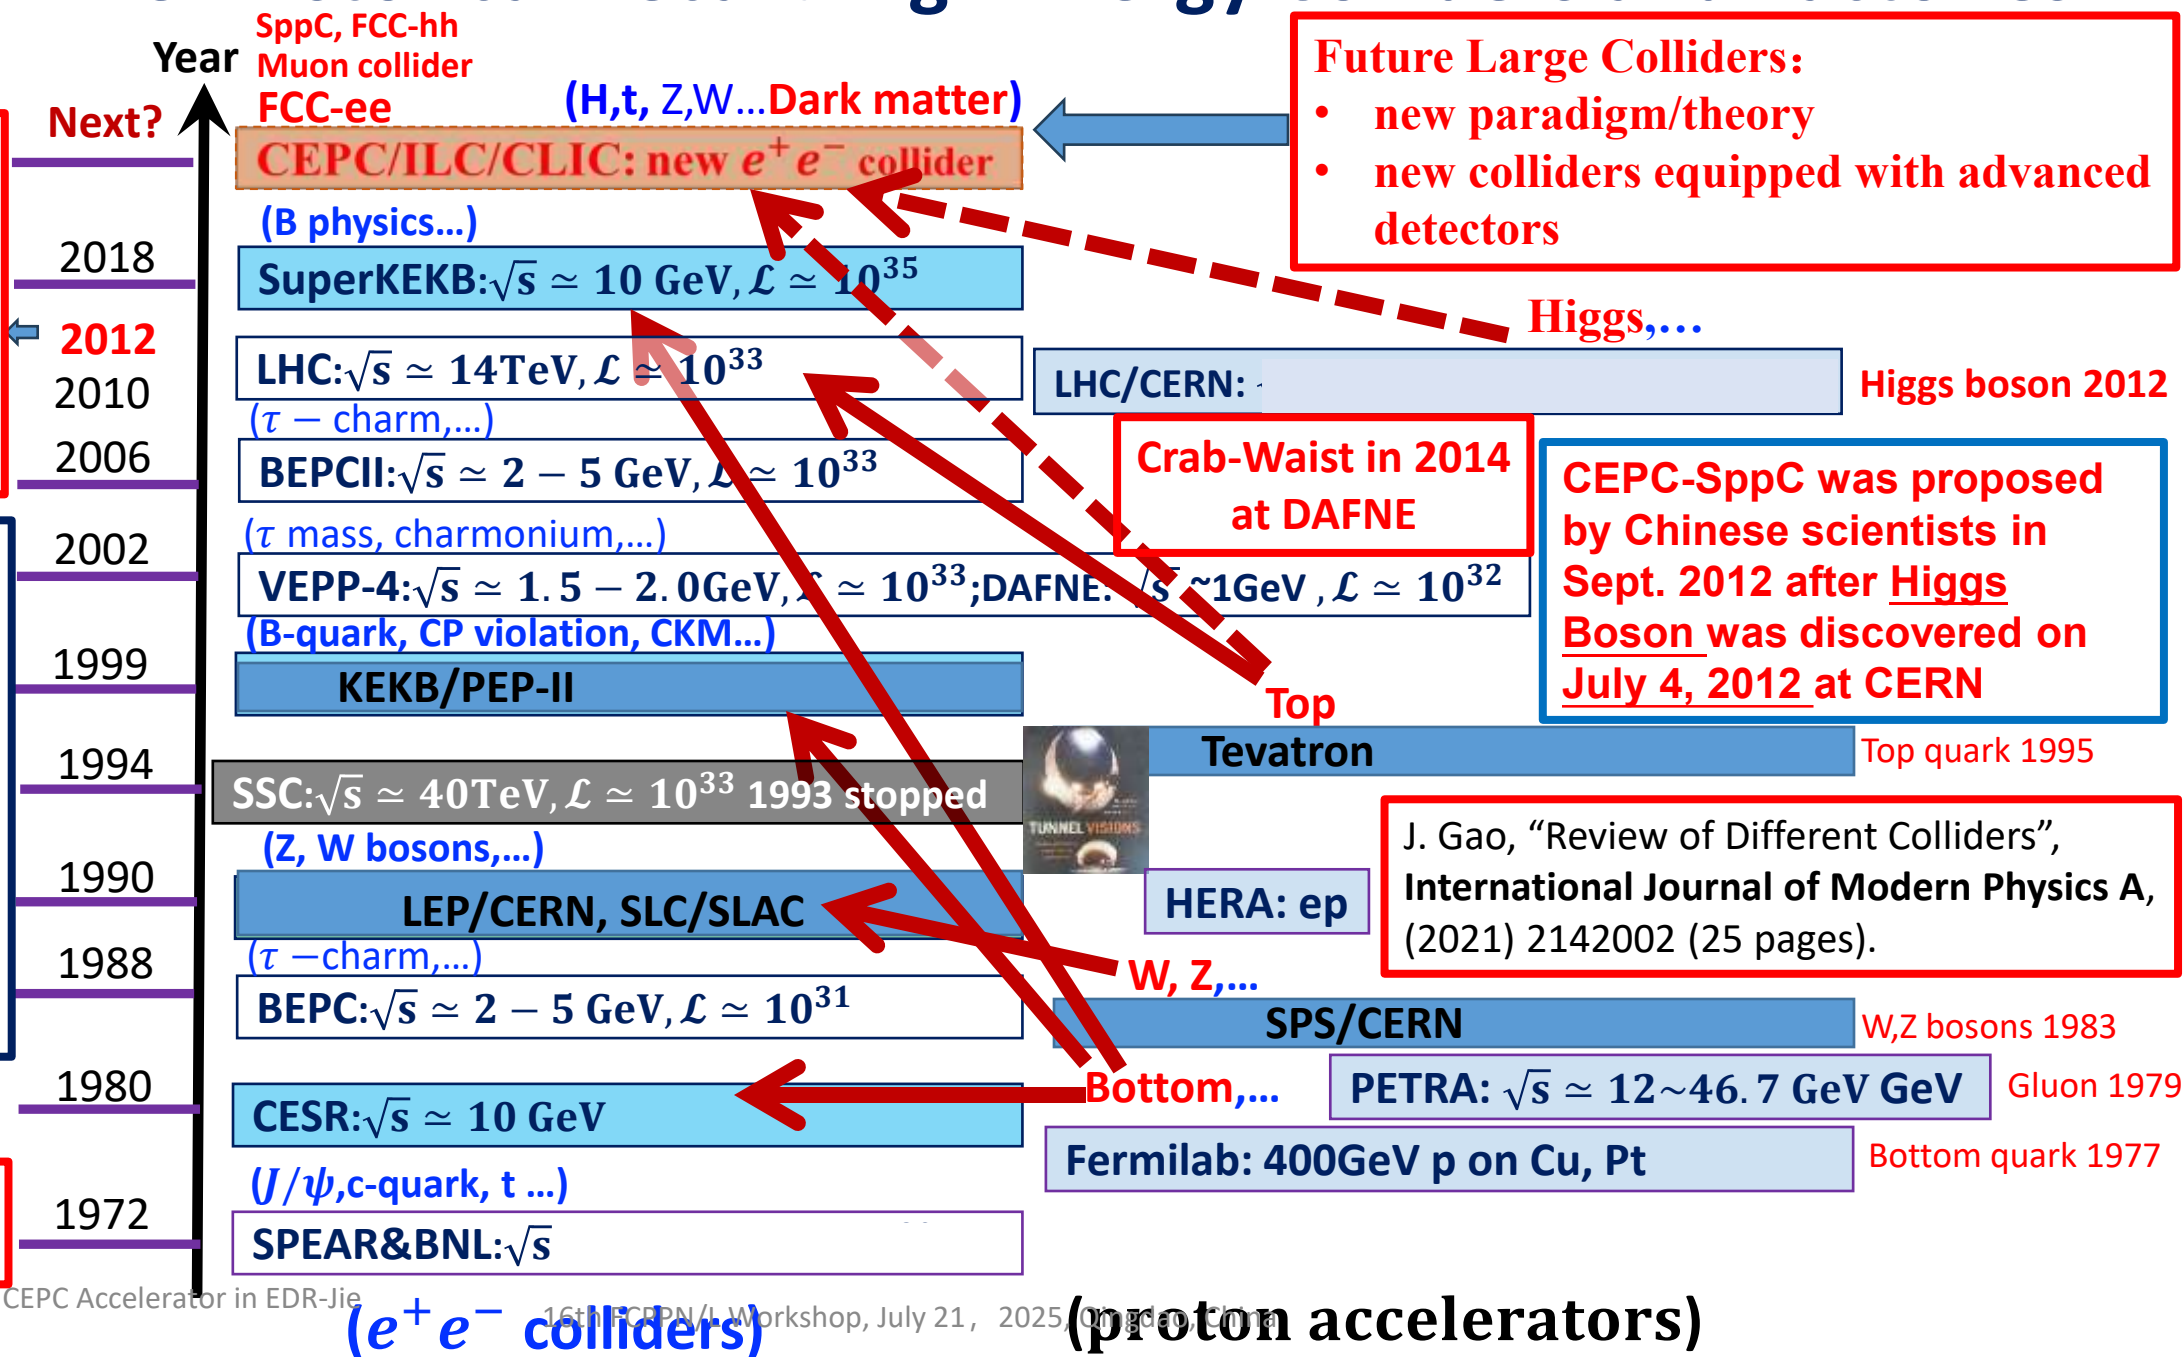 SppC, FCC-hh
Year
Muon collider
Next?
FCC-ee
(H,t, Z,W...Dark matter)
CEPC/ILC/CLIC: new e⁺e⁻ collider
Future Large Colliders：
• new paradigm/theory
• new colliders equipped with advanced
detectors
(B physics...)
2018
SuperKEKB:√s ≃ 10 GeV, ℒ ≃ 10³⁵
Higgs,...
2012
LHC:√s ≃ 14TeV, ℒ ≃ 10³³
LHC/CERN:
Higgs boson 2012
2010
(τ − charm,...)
2006
BEPCII:√s ≃ 2 − 5 GeV, ℒ ≃ 10³³
Crab-Waist in 2014
at DAFNE
CEPC-SppC was proposed
by Chinese scientists in
Sept. 2012 after Higgs
Boson was discovered on
July 4, 2012 at CERN
2002
(τ mass, charmonium,...)
VEPP-4:√s ≃ 1.5 − 2.0GeV, ℒ ≃ 10³³;DAFNE: √s ~1GeV , ℒ ≃ 10³²
(B-quark, CP violation, CKM...)
1999
KEKB/PEP-II
Top
Tevatron
Top quark 1995
1994
SSC:√s ≃ 40TeV, ℒ ≃ 10³³ 1993 stopped
TUNNEL VISIONS
(Z, W bosons,...)
J. Gao, “Review of Different Colliders”,
International Journal of Modern Physics A,
(2021) 2142002 (25 pages).
1990
LEP/CERN, SLC/SLAC
HERA: ep
(τ −charm,...)
1988
W, Z,...
BEPC:√s ≃ 2 − 5 GeV, ℒ ≃ 10³¹
SPS/CERN
W,Z bosons 1983
1980
Bottom,...
PETRA: √s ≃ 12~46.7 GeV GeV
Gluon 1979
CESR:√s ≃ 10 GeV
Fermilab: 400GeV p on Cu, Pt
Bottom quark 1977
(J/ψ,c-quark, t ...)
1972
SPEAR&BNL:√s
CEPC Accelerator in EDR-Jie
16th FCPPN/L Workshop, July 21， 2025, Qingdao, China
(e⁺e⁻ colliders)
(proton accelerators)